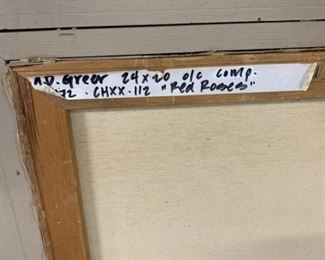 A.D. Greer 24x20 o/c comp.
'72 . CHXX.112 "Red Roses"